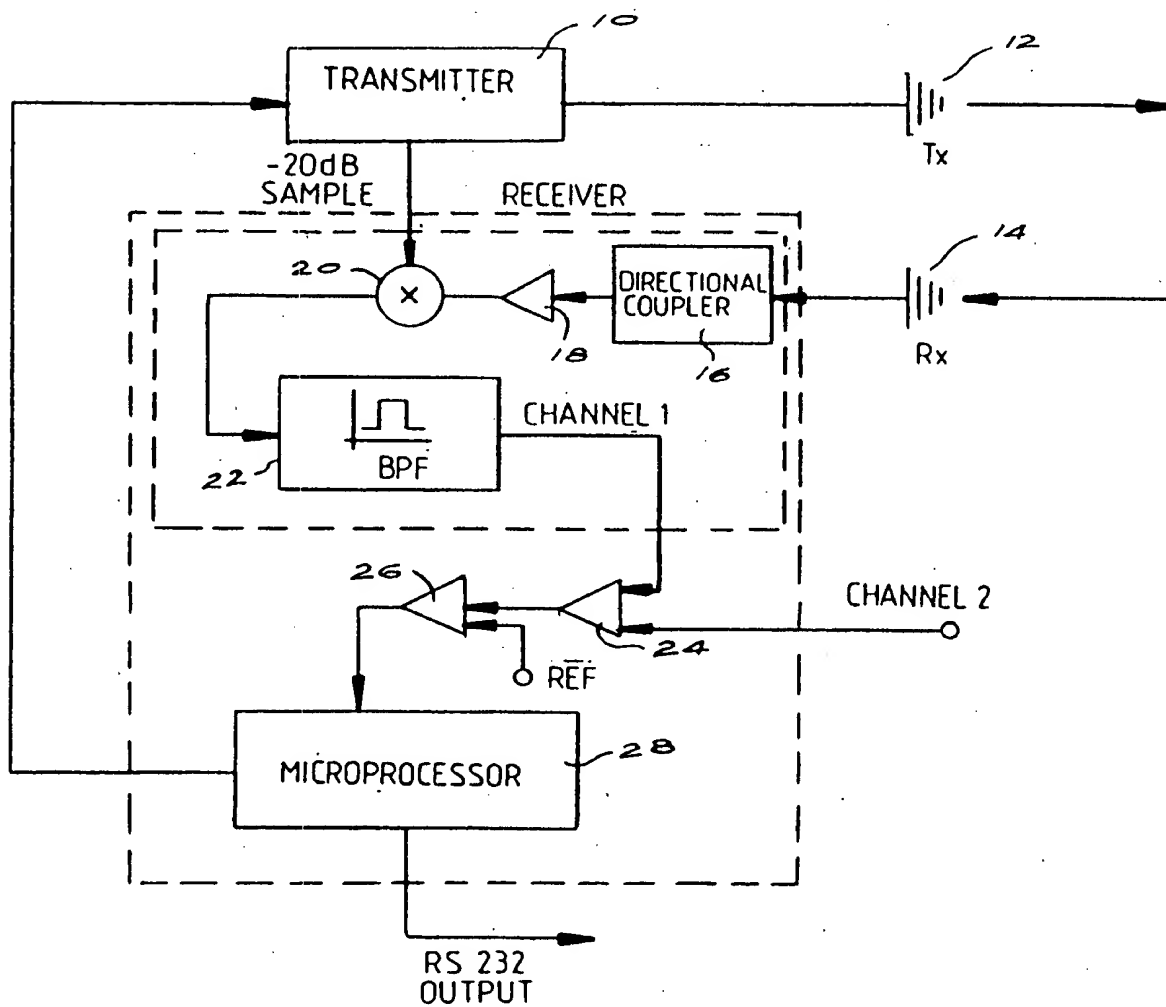 10
TRANSMITTER
12
Tx
-20dB
SAMPLE
RECEIVER
14
20
×
18
DIRECTIONAL
COUPLER
16
Rx
CHANNEL 1
BPF
22
26
24
CHANNEL 2
REF
MICROPROCESSOR
28
RS 232
OUTPUT